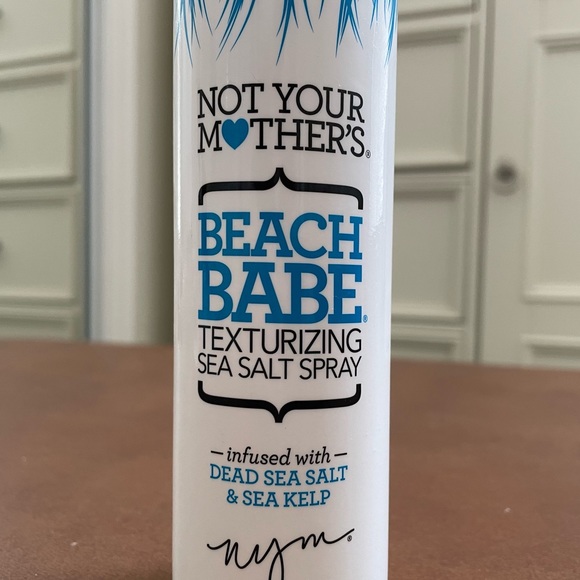 NOT YOUR
MOTHER'S®
BEACH
BABE®
TEXTURIZING
SEA SALT SPRAY
— infused with —
DEAD SEA SALT
& SEA KELP
nym®